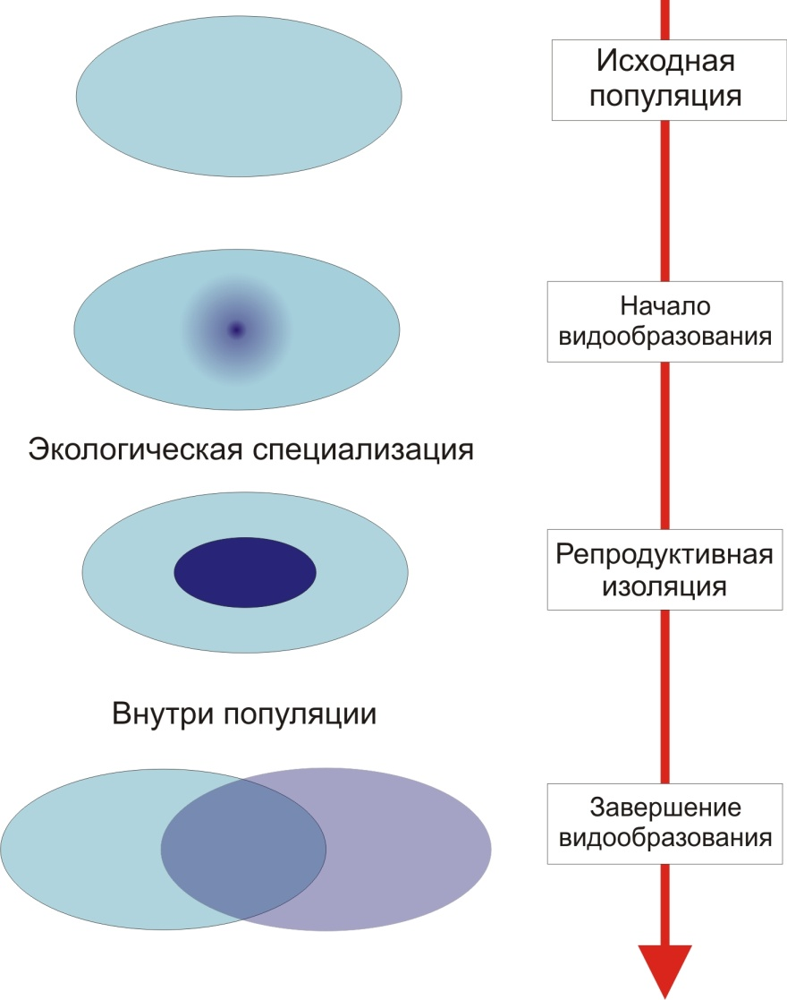 Исходная
популяция
Начало
видообразования
Экологическая специализация
Репродуктивная
изоляция
Внутри популяции
Завершение
видообразования